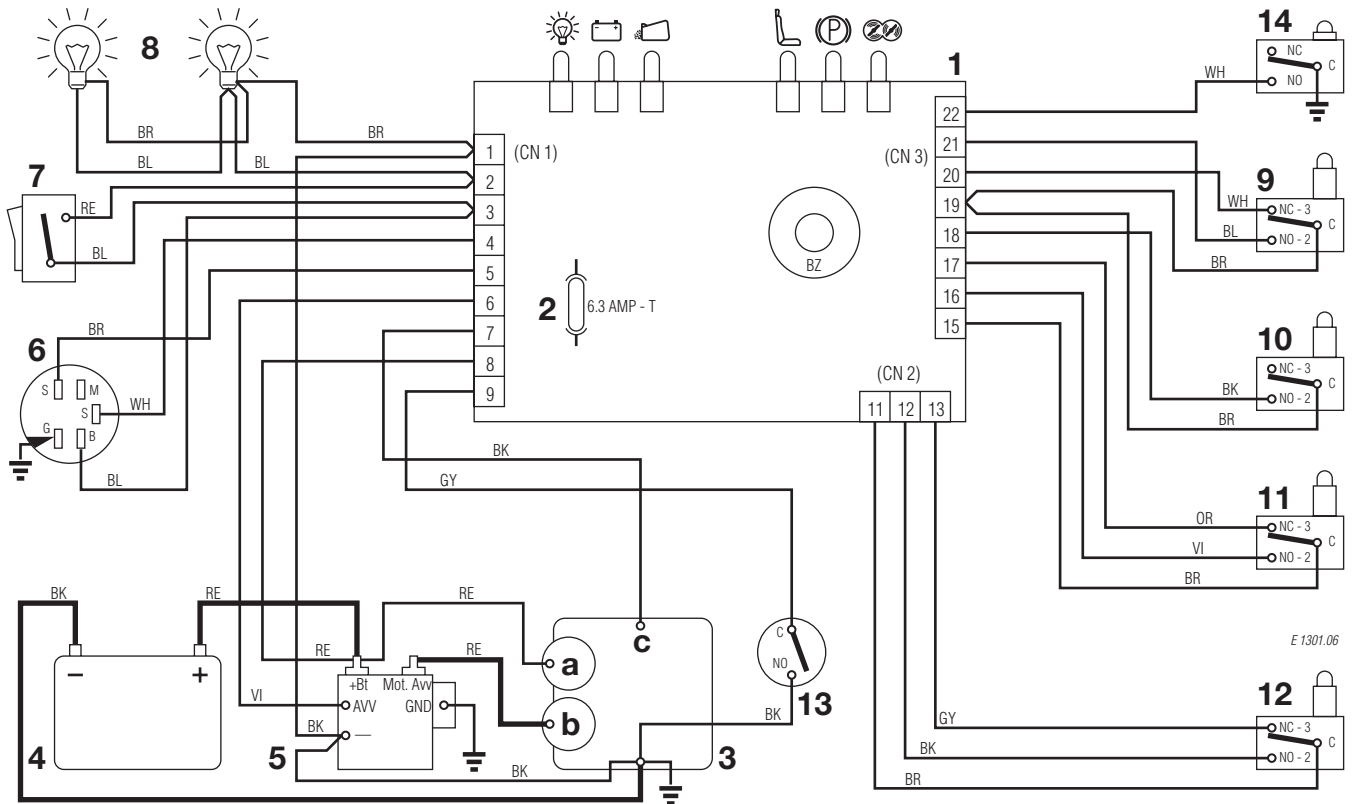 14
NC
C
NO
WH
8
1
P
BR
BR
BL
BL
7
RE
BL
1
2
3
4
5
6
7
8
9
(CN 1)
(CN 3)
22
21
20
19
18
17
16
15
BZ
2
6.3 AMP - T
(CN 2)
11
12
13
9
WH
NC - 3
C
BL
NO - 2
BR
10
NC - 3
C
BK
NO - 2
BR
11
OR
NC - 3
C
VI
NO - 2
BR
6
BR
S
M
S
WH
G
B
BL
BK
GY
BK
RE
RE
RE
RE
−
+
4
+Bt
Mot. Avv
VI
AVV
GND
BK
—
5
BK
a
b
c
3
C
NO
13
BK
E 1301.06
12
GY
NC - 3
C
BK
NO - 2
BR